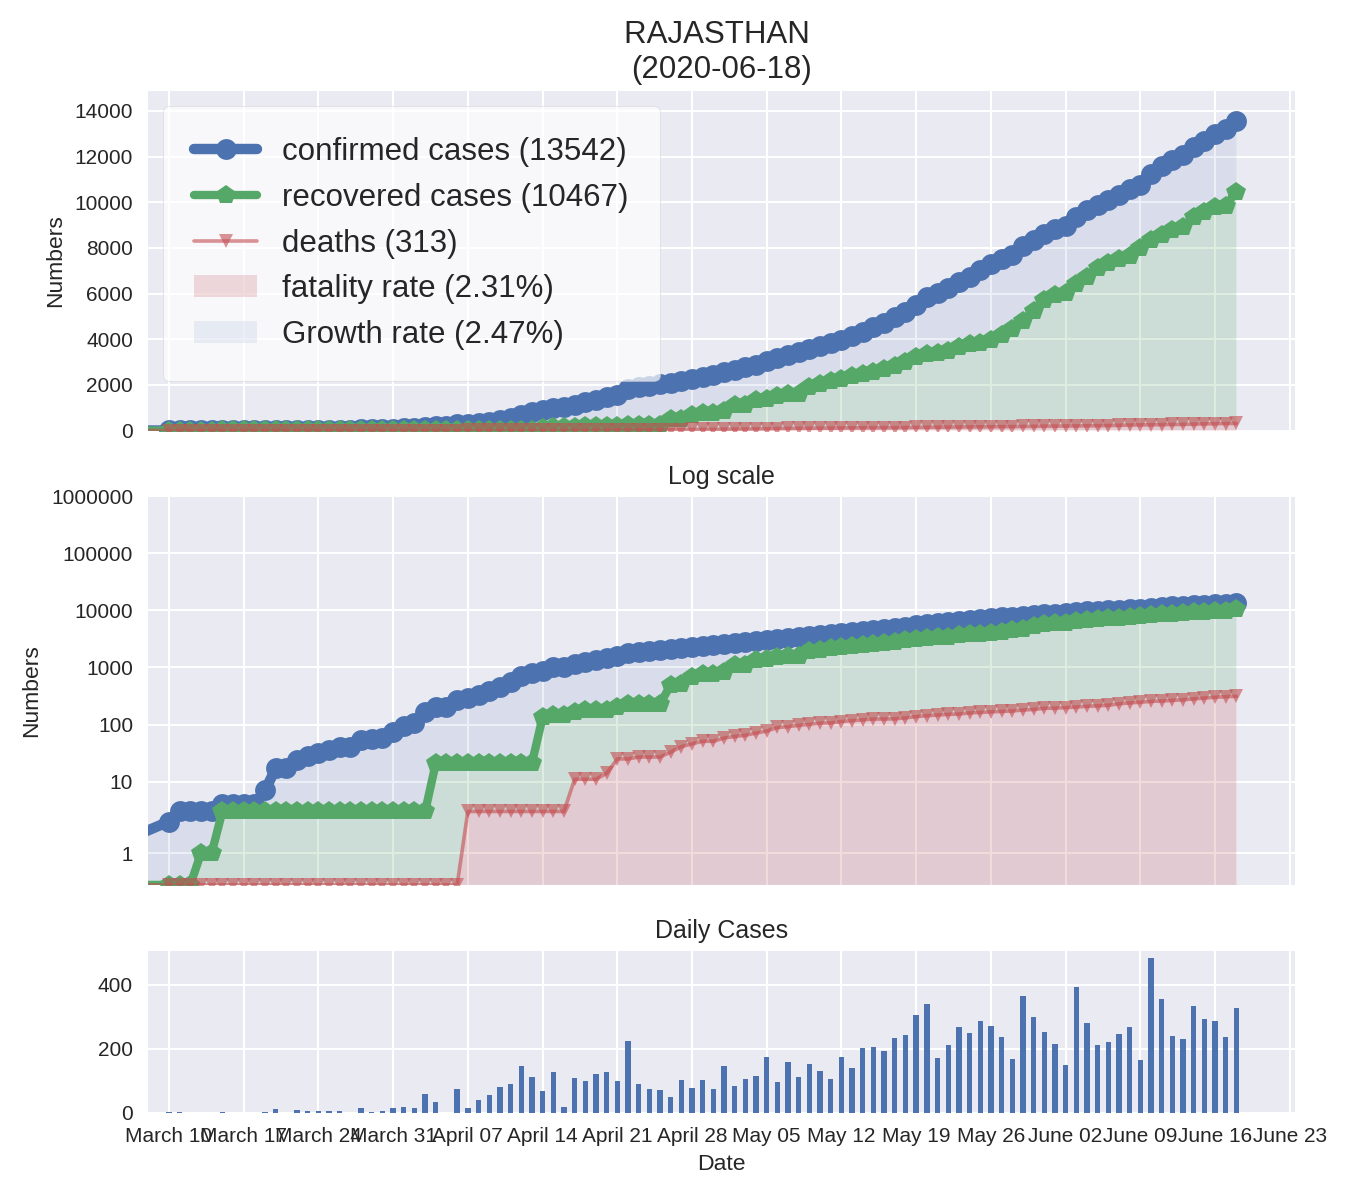 RAJASTHAN
(2020-06-18)
14000
12000
10000
8000
6000
4000
2000
0
Numbers
confirmed cases (13542)
recovered cases (10467)
deaths (313)
fatality rate (2.31%)
Growth rate (2.47%)
Log scale
1000000
100000
10000
1000
100
10
1
Numbers
Daily Cases
400
200
0
March 10 March 17 March 24 March 31 April 07 April 14 April 21 April 28 May 05 May 12 May 19 May 26 June 02 June 09 June 16 June 23
Date